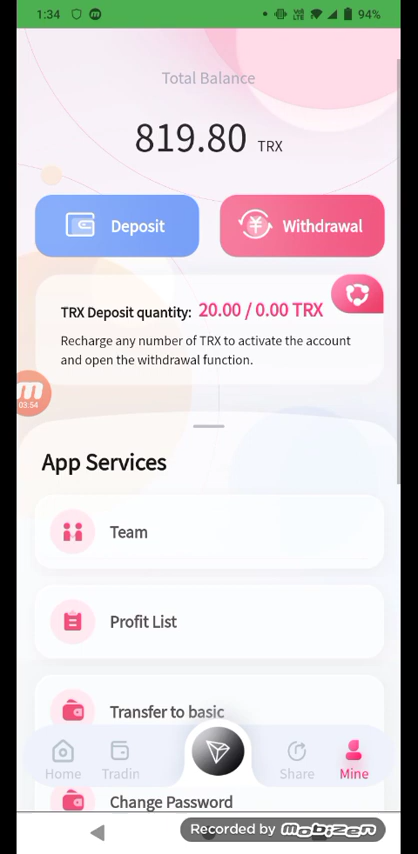 1:34
94%
Total Balance
819.80 TRX
Deposit
Withdrawal
TRX Deposit quantity: 20.00 / 0.00 TRX
Recharge any number of TRX to activate the account
and open the withdrawal function.
03:54
App Services
Team
Profit List
Transfer to basic
Home
Tradin
Share
Mine
Change Password
Recorded by mobizen